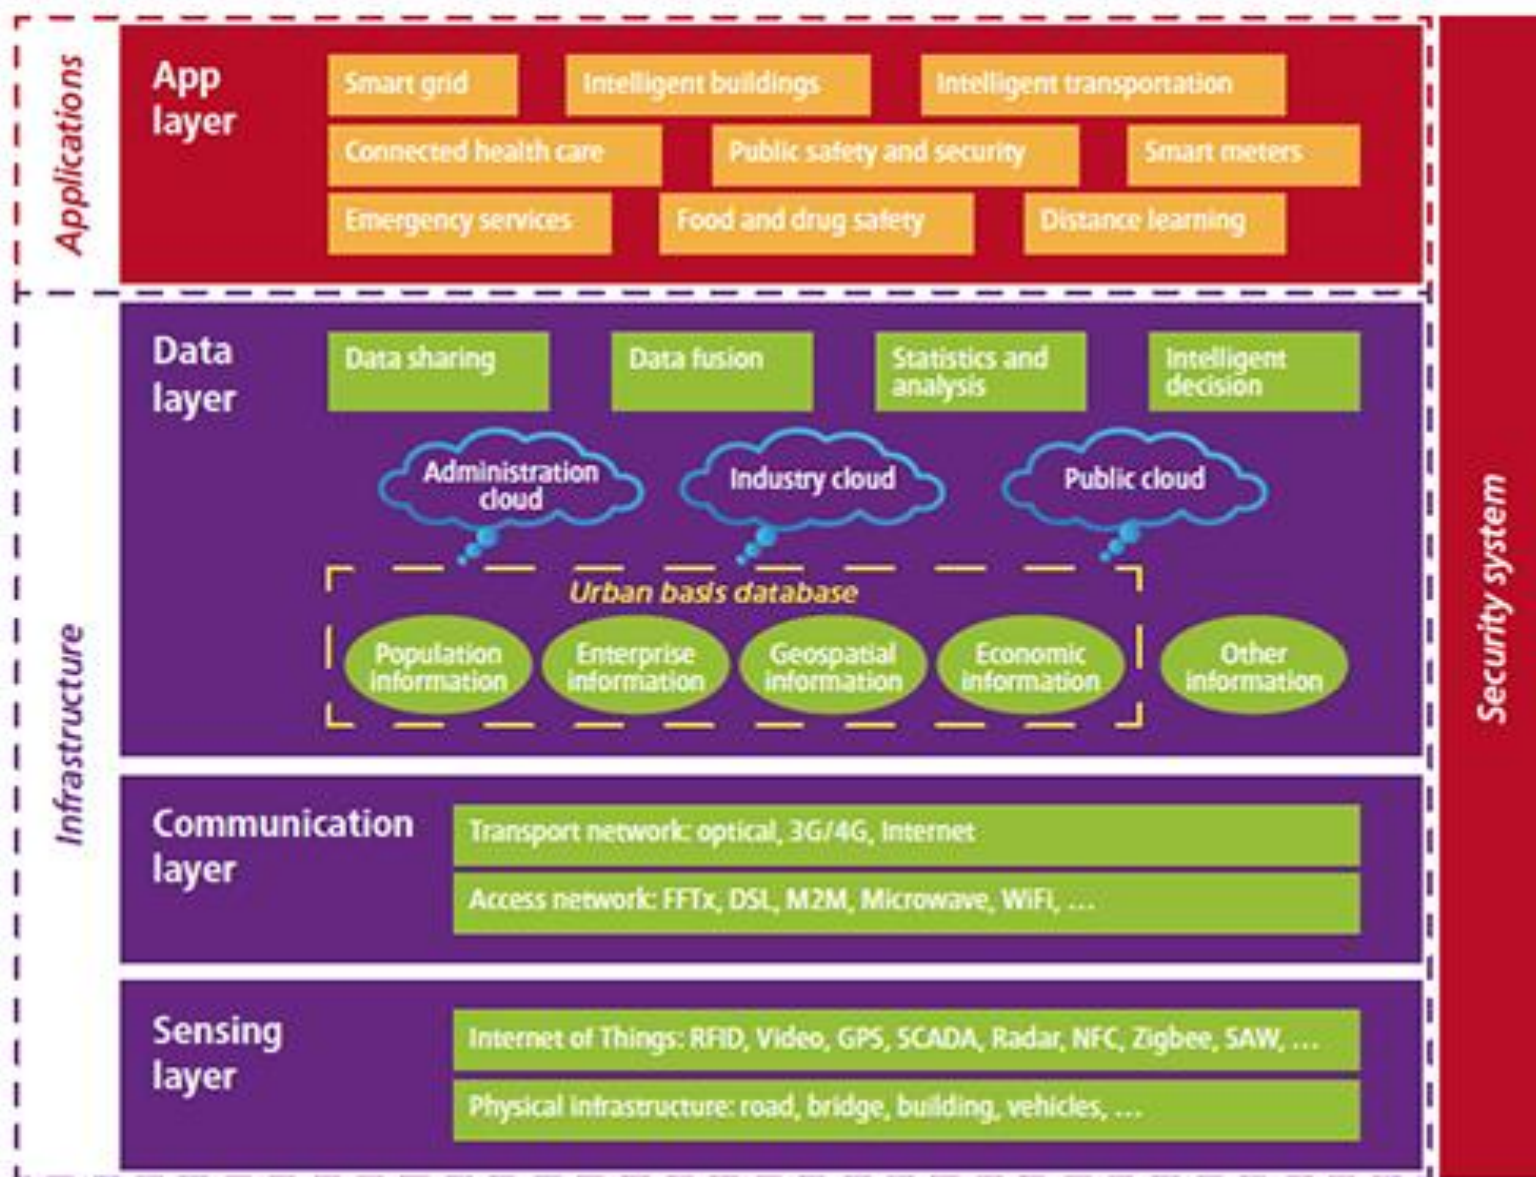 Applications
App
layer
Smart grid
Intelligent buildings
Intelligent transportation
Connected health care
Public safety and security
Smart meters
Emergency services
Food and drug safety
Distance learning
Infrastructure
Data
layer
Data sharing
Data fusion
Statistics and
analysis
Intelligent
decision
Administration
cloud
Industry cloud
Public cloud
Urban basis database
Population
information
Enterprise
information
Geospatial
information
Economic
information
Other
information
Communication
layer
Transport network: optical, 3G/4G, Internet
Access network: FFTx, DSL, M2M, Microwave, WiFi, ...
Sensing
layer
Internet of Things: RFID, Video, GPS, SCADA, Radar, NFC, Zigbee, SAW, ...
Physical infrastructure: road, bridge, building, vehicles, ...
Security system